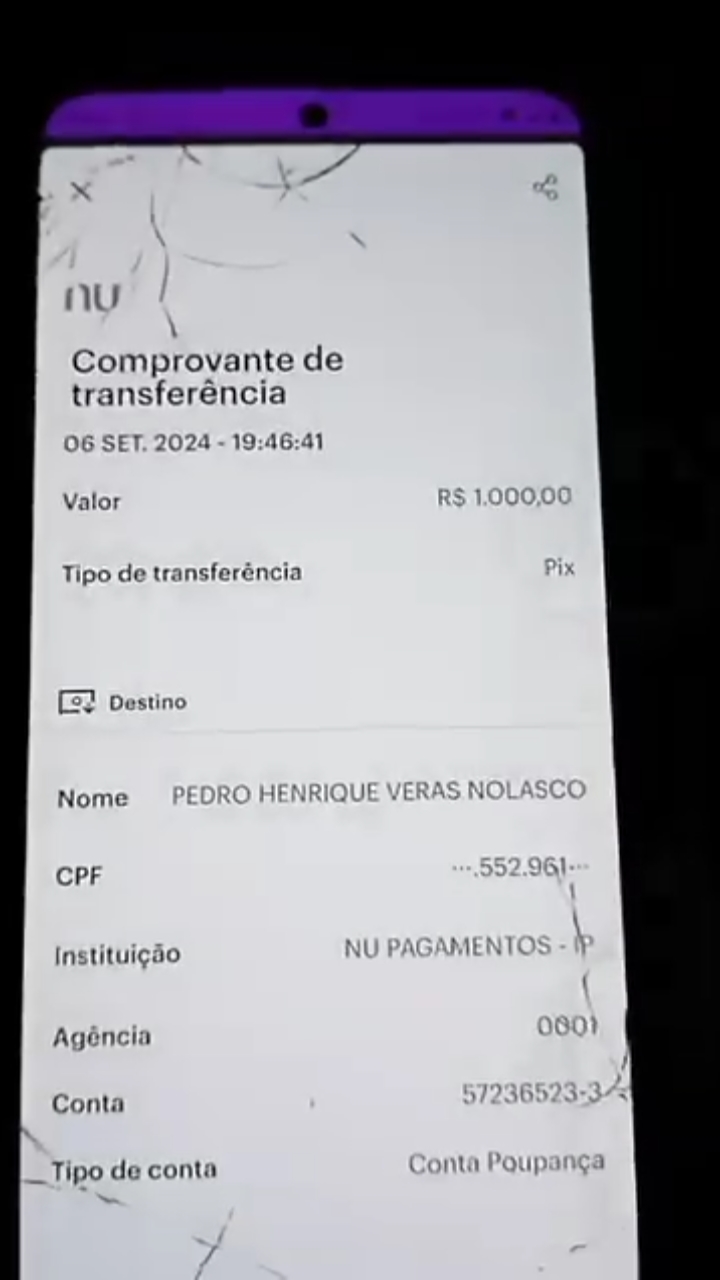 nu
Comprovante de
transferência
06 SET. 2024 - 19:46:41
Valor R$ 1.000,00
Tipo de transferência Pix
Destino
Nome PEDRO HENRIQUE VERAS NOLASCO
CPF ···.552.961···
Instituição NU PAGAMENTOS - IP
Agência 0001
Conta 57236523-3
Tipo de conta Conta Poupança